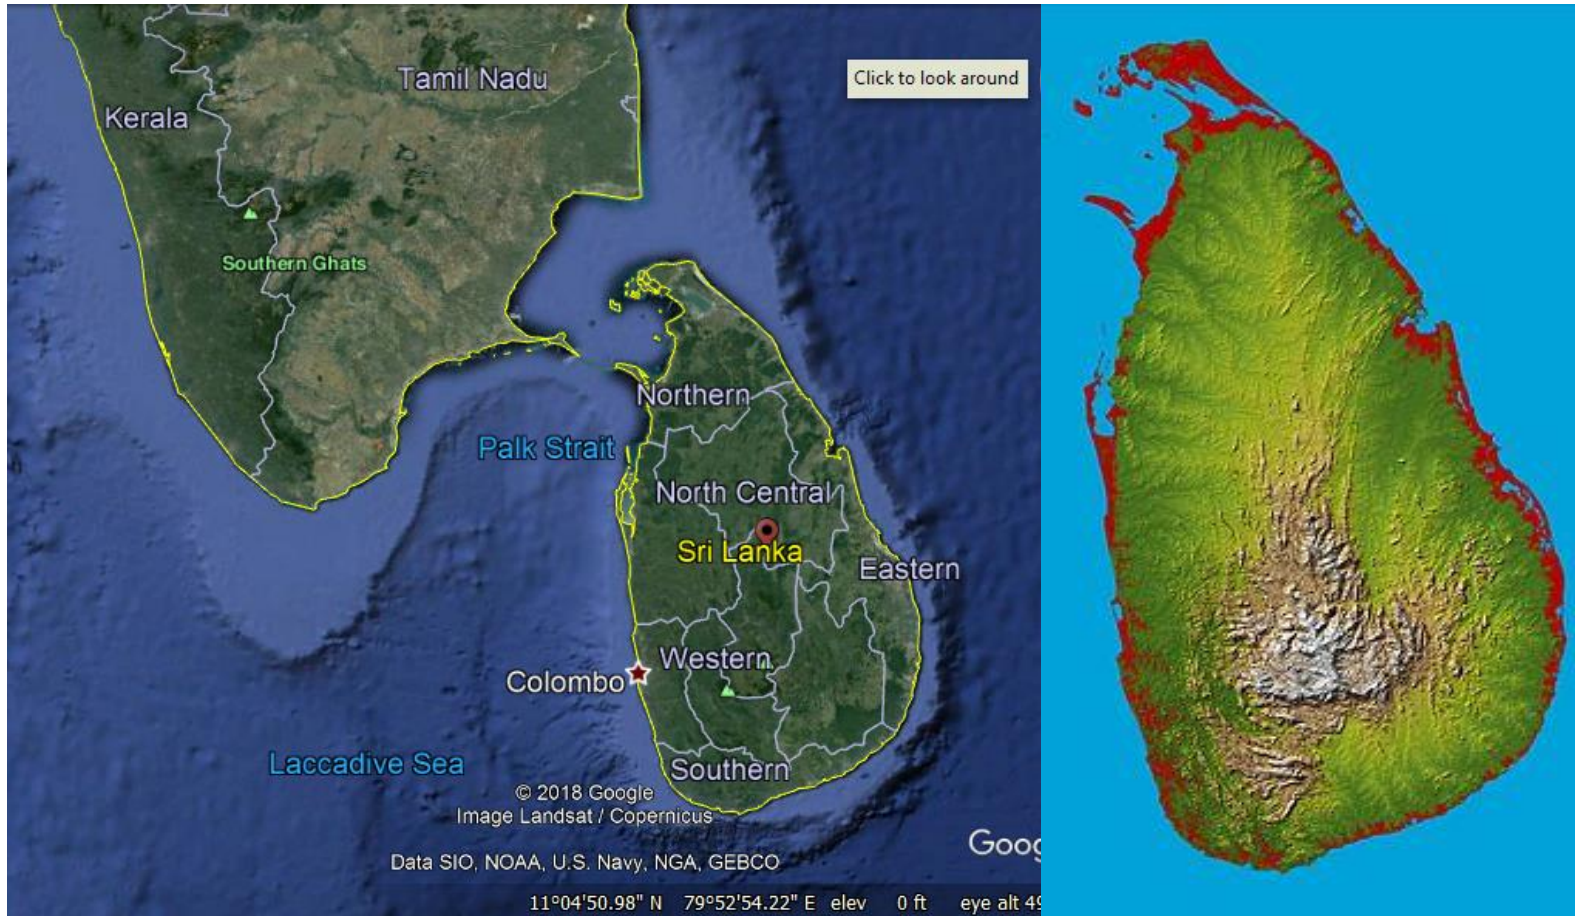 Tamil Nadu
Click to look around
Kerala
Southern Ghats
Northern
Palk Strait
North Central
Sri Lanka
Eastern
Western
Colombo
Laccadive Sea
Southern
© 2018 Google
Image Landsat / Copernicus
Goog
Data SIO, NOAA, U.S. Navy, NGA, GEBCO
11°04'50.98" N 79°52'54.22" E elev 0 ft eye alt 49